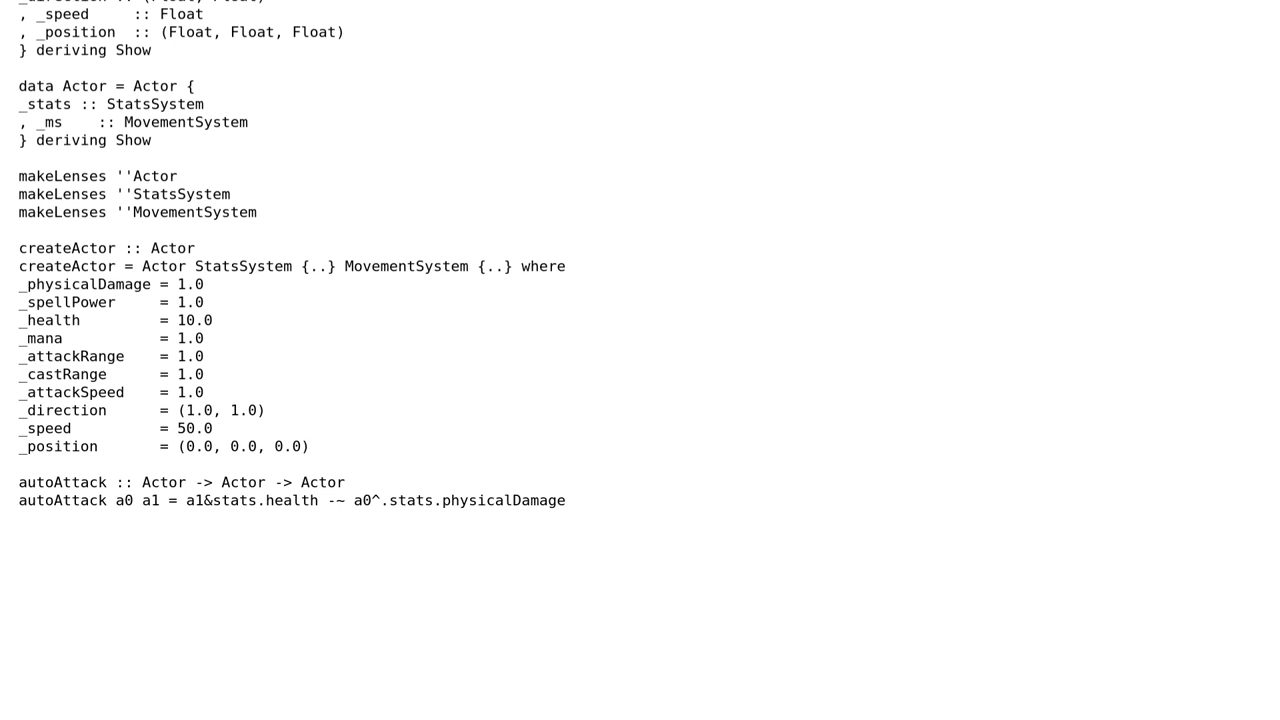 _direction :: (Float, Float)
, _speed     :: Float
, _position  :: (Float, Float, Float)
} deriving Show

data Actor = Actor {
_stats :: StatsSystem
, _ms    :: MovementSystem
} deriving Show

makeLenses ''Actor
makeLenses ''StatsSystem
makeLenses ''MovementSystem

createActor :: Actor
createActor = Actor StatsSystem {..} MovementSystem {..} where
_physicalDamage = 1.0
_spellPower     = 1.0
_health         = 10.0
_mana           = 1.0
_attackRange    = 1.0
_castRange      = 1.0
_attackSpeed    = 1.0
_direction      = (1.0, 1.0)
_speed          = 50.0
_position       = (0.0, 0.0, 0.0)

autoAttack :: Actor -> Actor -> Actor
autoAttack a0 a1 = a1&stats.health -~ a0^.stats.physicalDamage